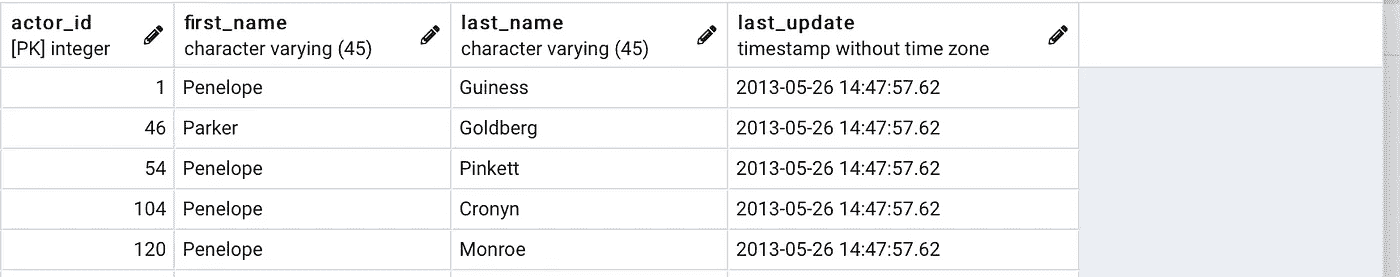 actor_id first_name last_name last_update
[PK] integer character varying (45) character varying (45) timestamp without time zone
1 Penelope Guiness 2013-05-26 14:47:57.62
46 Parker Goldberg 2013-05-26 14:47:57.62
54 Penelope Pinkett 2013-05-26 14:47:57.62
104 Penelope Cronyn 2013-05-26 14:47:57.62
120 Penelope Monroe 2013-05-26 14:47:57.62